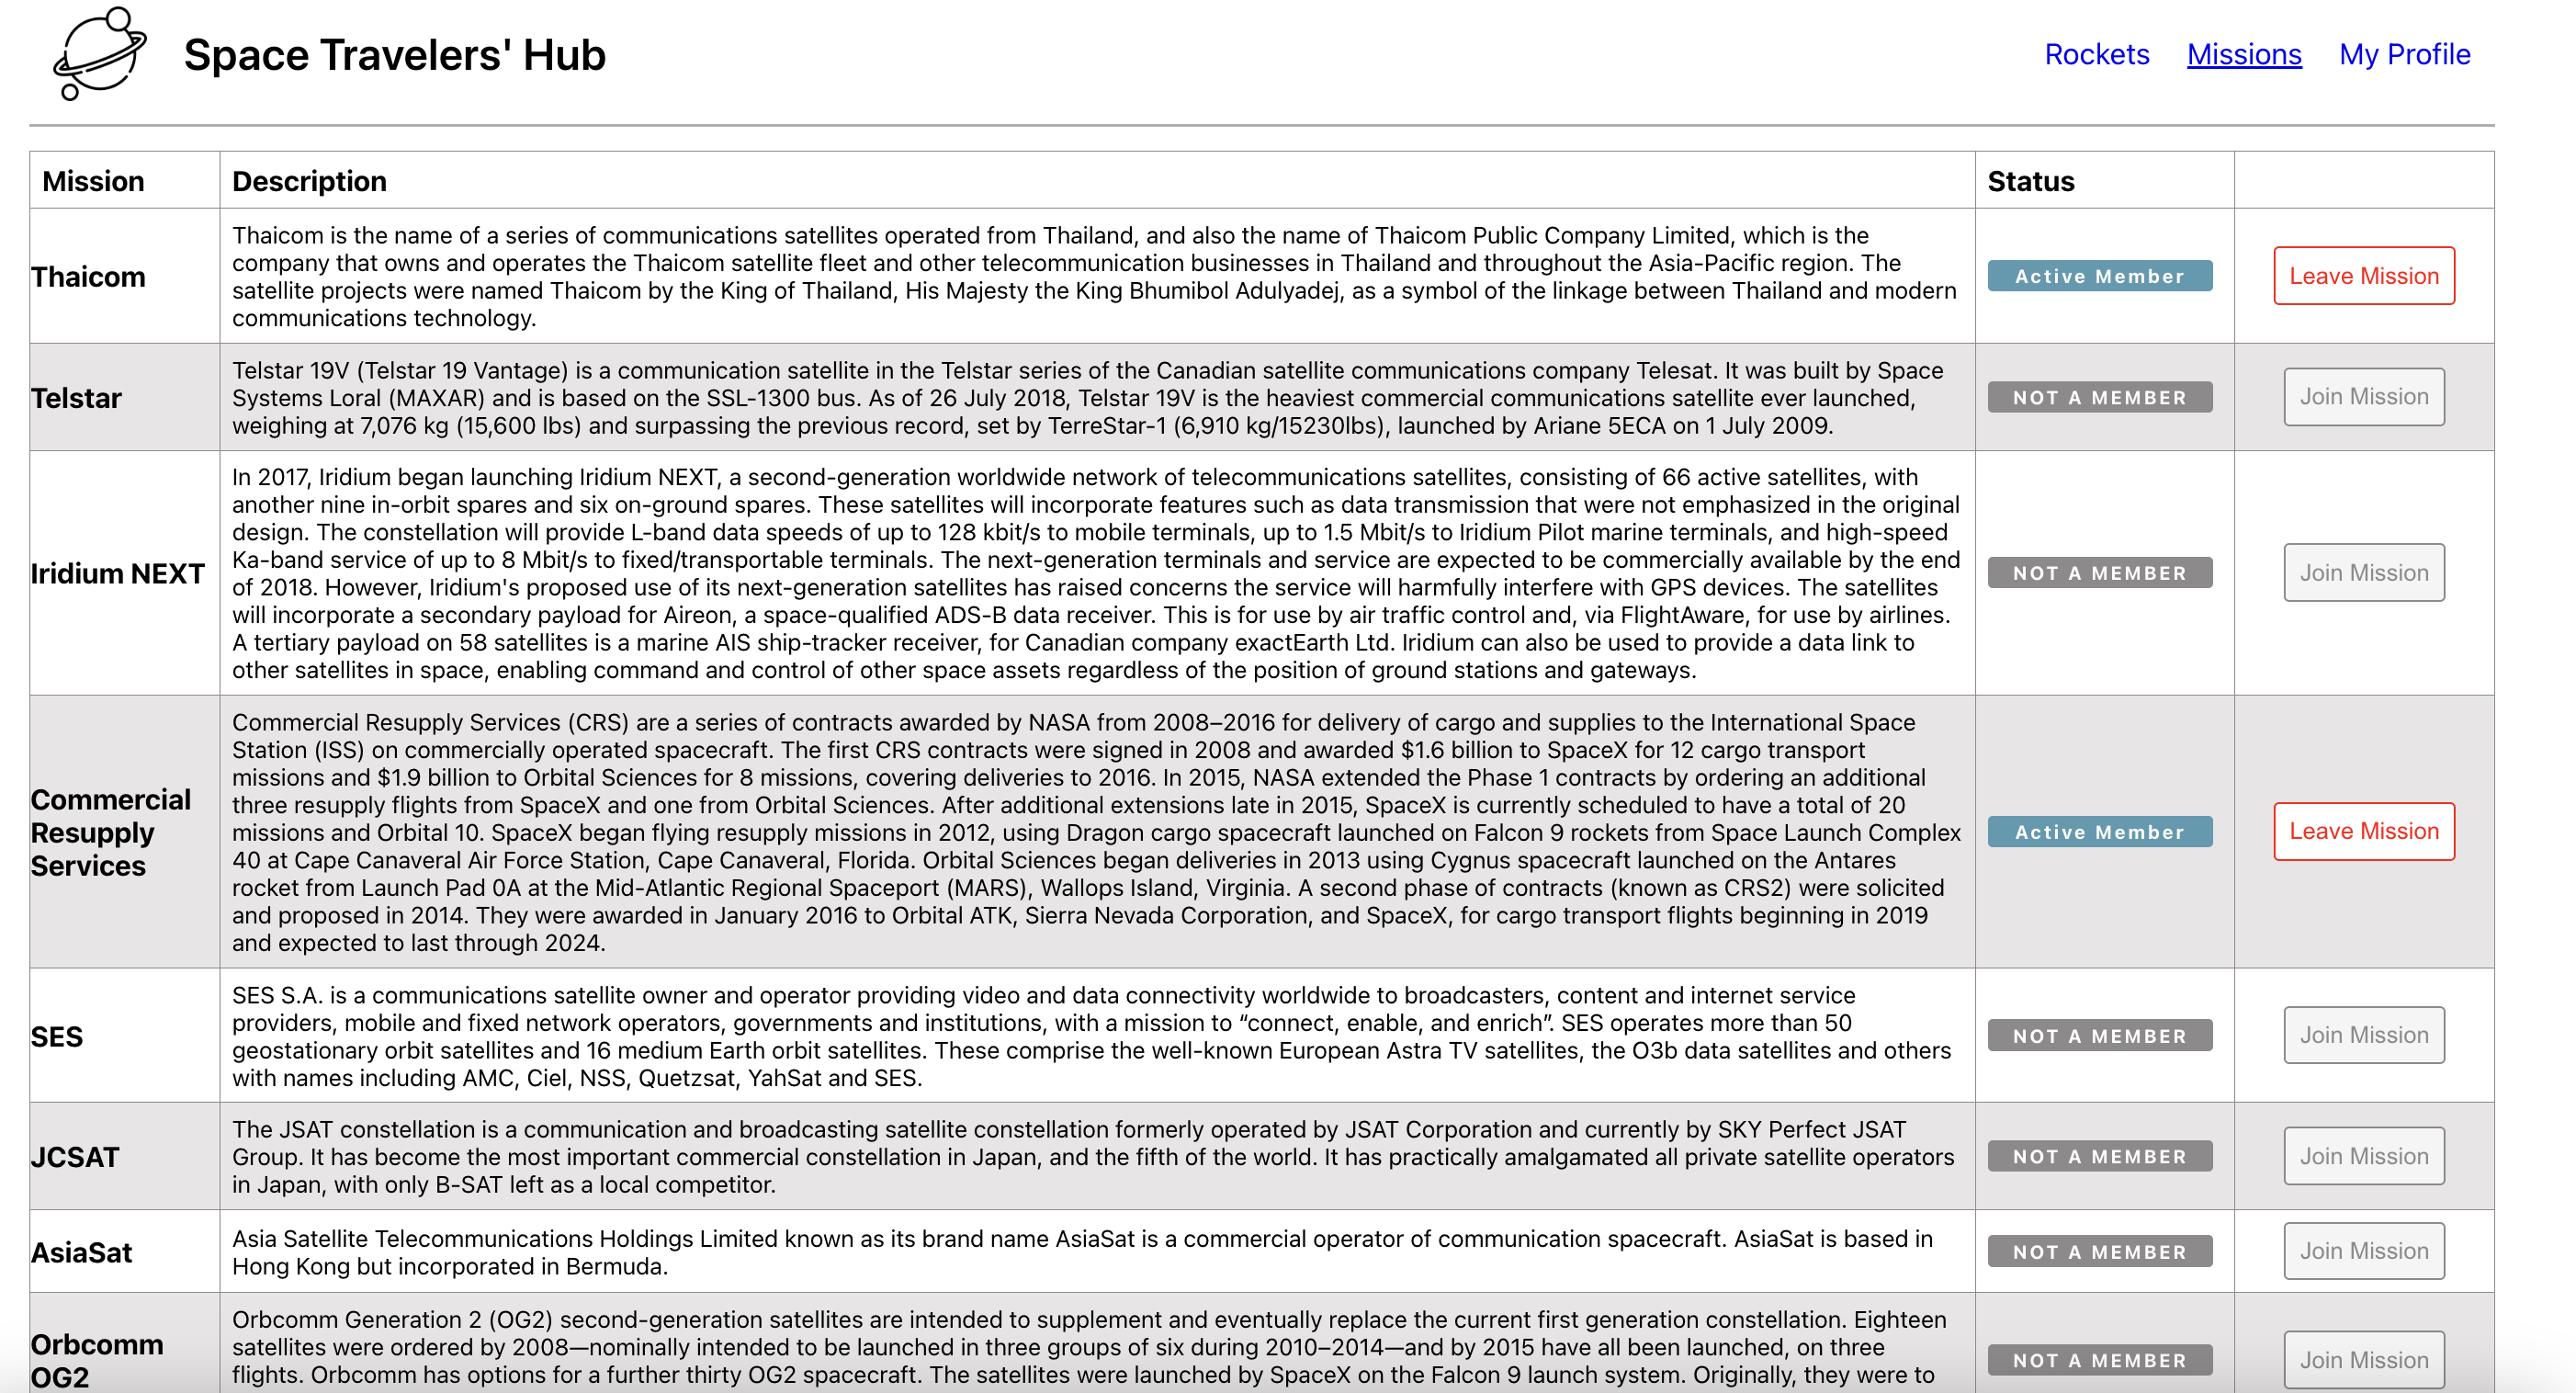 Space Travelers' Hub
Rockets Missions My Profile
Mission Description Status
Thaicom
Thaicom is the name of a series of communications satellites operated from Thailand, and also the name of Thaicom Public Company Limited, which is the
company that owns and operates the Thaicom satellite fleet and other telecommunication businesses in Thailand and throughout the Asia-Pacific region. The
satellite projects were named Thaicom by the King of Thailand, His Majesty the King Bhumibol Adulyadej, as a symbol of the linkage between Thailand and modern
communications technology.
Active Member
Leave Mission
Telstar
Telstar 19V (Telstar 19 Vantage) is a communication satellite in the Telstar series of the Canadian satellite communications company Telesat. It was built by Space
Systems Loral (MAXAR) and is based on the SSL-1300 bus. As of 26 July 2018, Telstar 19V is the heaviest commercial communications satellite ever launched,
weighing at 7,076 kg (15,600 lbs) and surpassing the previous record, set by TerreStar-1 (6,910 kg/15230lbs), launched by Ariane 5ECA on 1 July 2009.
NOT A MEMBER
Join Mission
Iridium NEXT
In 2017, Iridium began launching Iridium NEXT, a second-generation worldwide network of telecommunications satellites, consisting of 66 active satellites, with
another nine in-orbit spares and six on-ground spares. These satellites will incorporate features such as data transmission that were not emphasized in the original
design. The constellation will provide L-band data speeds of up to 128 kbit/s to mobile terminals, up to 1.5 Mbit/s to Iridium Pilot marine terminals, and high-speed
Ka-band service of up to 8 Mbit/s to fixed/transportable terminals. The next-generation terminals and service are expected to be commercially available by the end
of 2018. However, Iridium's proposed use of its next-generation satellites has raised concerns the service will harmfully interfere with GPS devices. The satellites
will incorporate a secondary payload for Aireon, a space-qualified ADS-B data receiver. This is for use by air traffic control and, via FlightAware, for use by airlines.
A tertiary payload on 58 satellites is a marine AIS ship-tracker receiver, for Canadian company exactEarth Ltd. Iridium can also be used to provide a data link to
other satellites in space, enabling command and control of other space assets regardless of the position of ground stations and gateways.
NOT A MEMBER
Join Mission
Commercial
Resupply
Services
Commercial Resupply Services (CRS) are a series of contracts awarded by NASA from 2008–2016 for delivery of cargo and supplies to the International Space
Station (ISS) on commercially operated spacecraft. The first CRS contracts were signed in 2008 and awarded $1.6 billion to SpaceX for 12 cargo transport
missions and $1.9 billion to Orbital Sciences for 8 missions, covering deliveries to 2016. In 2015, NASA extended the Phase 1 contracts by ordering an additional
three resupply flights from SpaceX and one from Orbital Sciences. After additional extensions late in 2015, SpaceX is currently scheduled to have a total of 20
missions and Orbital 10. SpaceX began flying resupply missions in 2012, using Dragon cargo spacecraft launched on Falcon 9 rockets from Space Launch Complex
40 at Cape Canaveral Air Force Station, Cape Canaveral, Florida. Orbital Sciences began deliveries in 2013 using Cygnus spacecraft launched on the Antares
rocket from Launch Pad 0A at the Mid-Atlantic Regional Spaceport (MARS), Wallops Island, Virginia. A second phase of contracts (known as CRS2) were solicited
and proposed in 2014. They were awarded in January 2016 to Orbital ATK, Sierra Nevada Corporation, and SpaceX, for cargo transport flights beginning in 2019
and expected to last through 2024.
Active Member
Leave Mission
SES
SES S.A. is a communications satellite owner and operator providing video and data connectivity worldwide to broadcasters, content and internet service
providers, mobile and fixed network operators, governments and institutions, with a mission to “connect, enable, and enrich”. SES operates more than 50
geostationary orbit satellites and 16 medium Earth orbit satellites. These comprise the well-known European Astra TV satellites, the O3b data satellites and others
with names including AMC, Ciel, NSS, Quetzsat, YahSat and SES.
NOT A MEMBER
Join Mission
JCSAT
The JSAT constellation is a communication and broadcasting satellite constellation formerly operated by JSAT Corporation and currently by SKY Perfect JSAT
Group. It has become the most important commercial constellation in Japan, and the fifth of the world. It has practically amalgamated all private satellite operators
in Japan, with only B-SAT left as a local competitor.
NOT A MEMBER
Join Mission
AsiaSat
Asia Satellite Telecommunications Holdings Limited known as its brand name AsiaSat is a commercial operator of communication spacecraft. AsiaSat is based in
Hong Kong but incorporated in Bermuda.
NOT A MEMBER
Join Mission
Orbcomm
OG2
Orbcomm Generation 2 (OG2) second-generation satellites are intended to supplement and eventually replace the current first generation constellation. Eighteen
satellites were ordered by 2008—nominally intended to be launched in three groups of six during 2010–2014—and by 2015 have all been launched, on three
flights. Orbcomm has options for a further thirty OG2 spacecraft. The satellites were launched by SpaceX on the Falcon 9 launch system. Originally, they were to
NOT A MEMBER
Join Mission